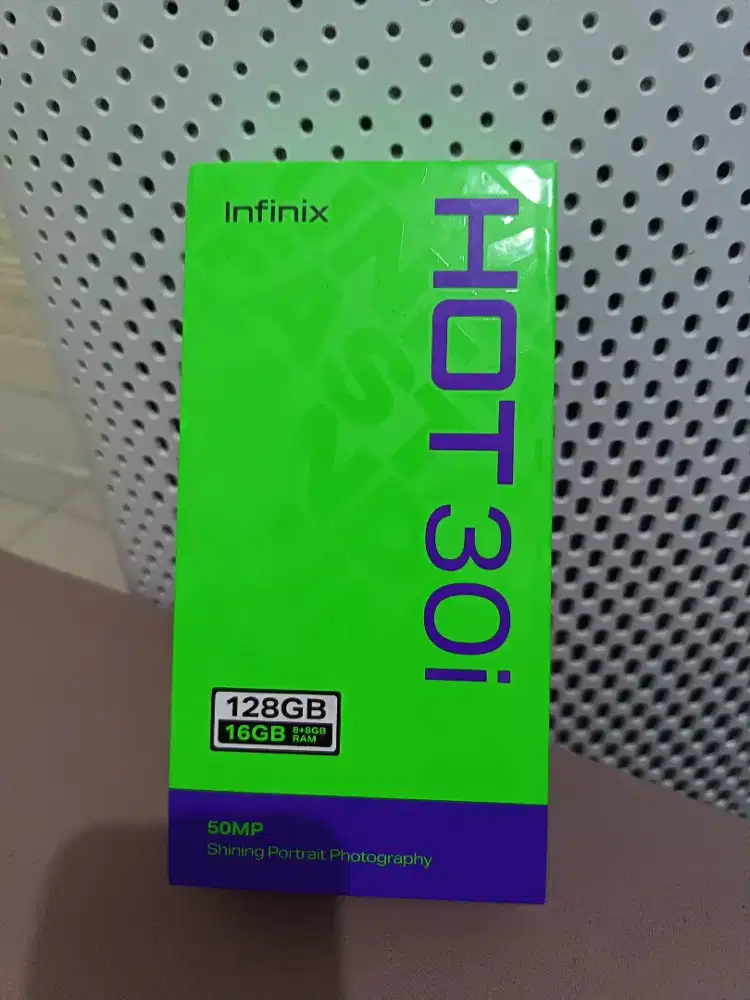 Infinix
HOT 30i
128GB
16GB 8+8GB RAM
50MP
Shining Portrait Photography